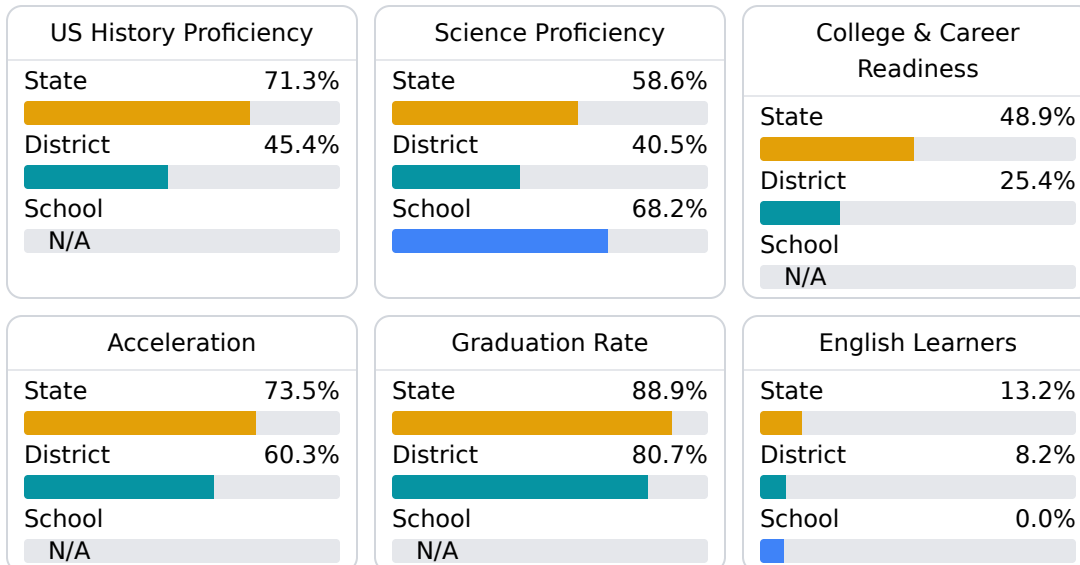 US History Proficiency
State 71.3%
District 45.4%
School
N/A
Science Proficiency
State 58.6%
District 40.5%
School 68.2%
College & Career
Readiness
State 48.9%
District 25.4%
School
N/A
Acceleration
State 73.5%
District 60.3%
School
N/A
Graduation Rate
State 88.9%
District 80.7%
School
N/A
English Learners
State 13.2%
District 8.2%
School 0.0%